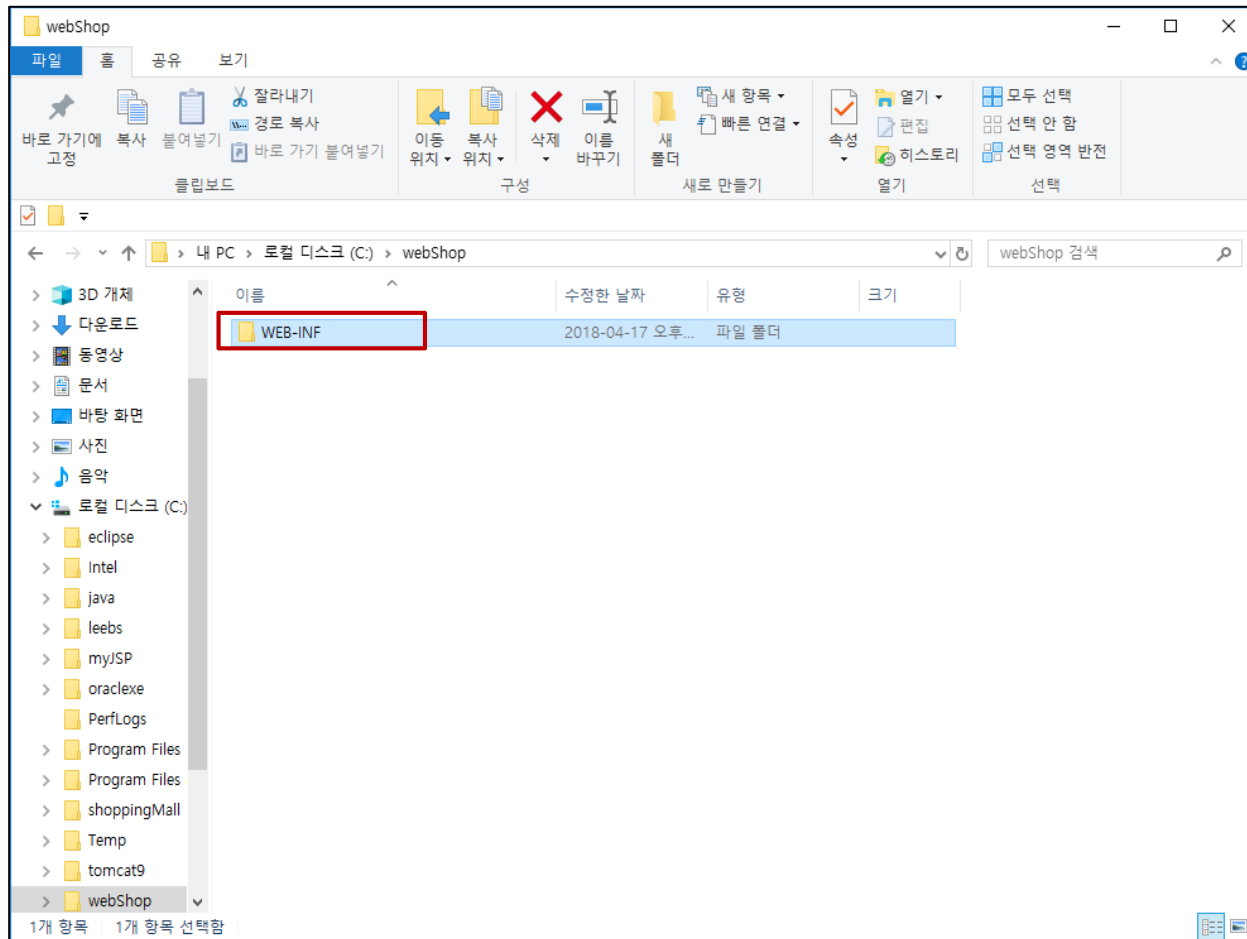 webShop
파일 홈 공유 보기
바로 가기에 고정
복사
붙여넣기
잘라내기
경로 복사
바로 가기 붙여넣기
클립보드
이동 위치
복사 위치
삭제
이름 바꾸기
구성
새 폴더
새 항목
빠른 연결
새로 만들기
속성
열기
편집
히스토리
열기
모두 선택
선택 안 함
선택 영역 반전
선택
내 PC > 로컬 디스크 (C:) > webShop
webShop 검색
이름 수정한 날짜 유형 크기
WEB-INF 2018-04-17 오후... 파일 폴더
3D 개체
다운로드
동영상
문서
바탕 화면
사진
음악
로컬 디스크 (C:)
eclipse
Intel
java
leebs
myJSP
oraclexe
PerfLogs
Program Files
Program Files
shoppingMall
Temp
tomcat9
webShop
1개 항목 1개 항목 선택함